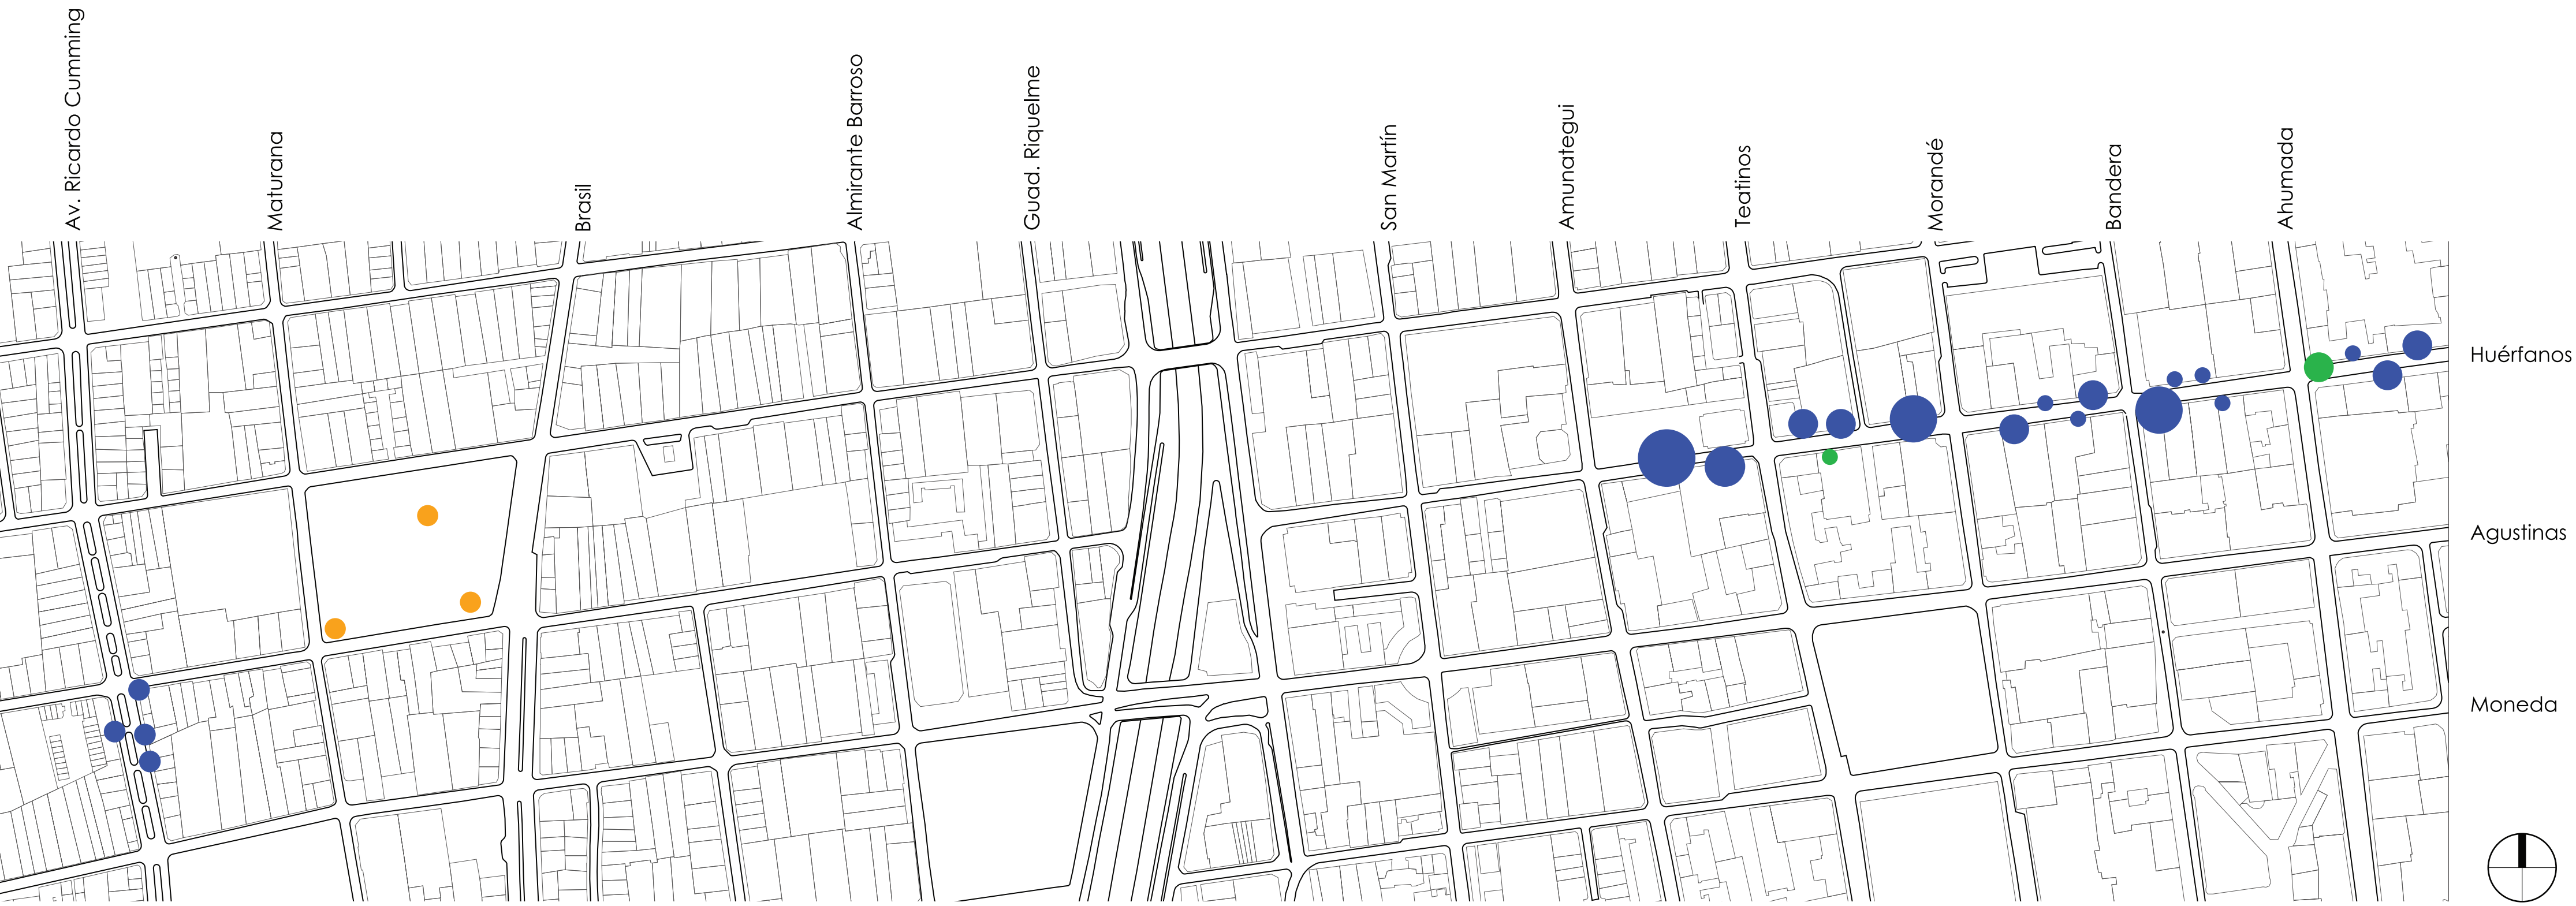 Av. Ricardo Cumming
Maturana
Brasil
Almirante Barroso
Guad. Riquelme
San Martín
Amunategui
Teatinos
Morandé
Bandera
Ahumada
Huérfanos
Agustinas
Moneda